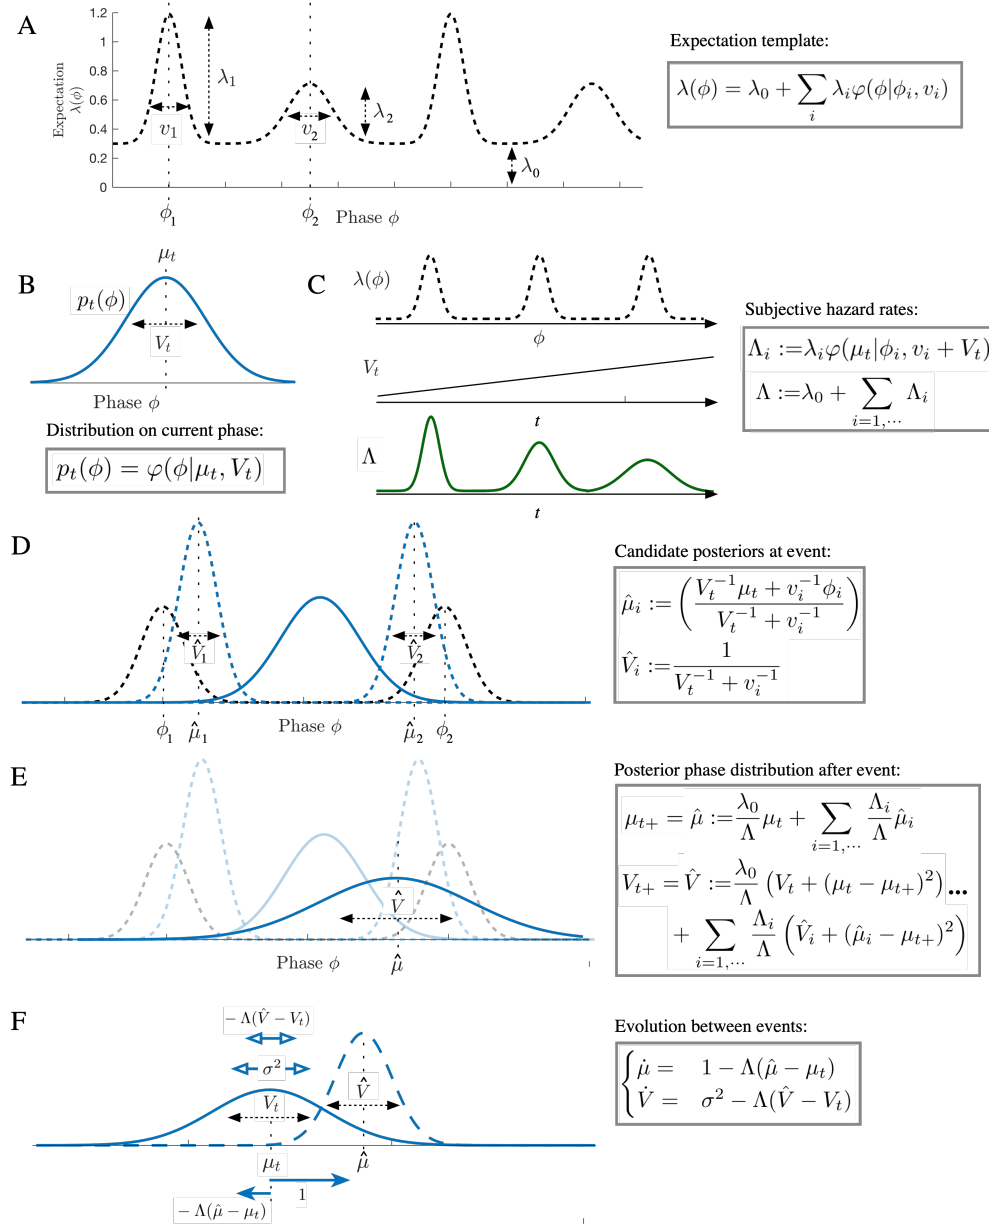 A
1.2
1
0.8
0.6
0.4
0.2
0
Expectation
λ(φ)
λ₁
v₁
λ₂
v₂
λ₀
ϕ₁
ϕ₂
Phase ϕ
Expectation template:
λ(ϕ) = λ₀ + ∑ᵢ λᵢφ(ϕ|ϕᵢ, vᵢ)
B
μₜ
pₜ(ϕ)
Vₜ
Phase ϕ
Distribution on current phase:
pₜ(ϕ) = φ(ϕ|μₜ, Vₜ)
C
λ(ϕ)
ϕ
Vₜ
t
Λ
t
Subjective hazard rates:
Λᵢ := λᵢφ(μₜ|ϕᵢ, vᵢ + Vₜ)
Λ := λ₀ + ∑_{i=1,⋯} Λᵢ
D
V̂₁
V̂₂
ϕ₁
μ̂₁
Phase ϕ
μ̂₂
ϕ₂
Candidate posteriors at event:
μ̂ᵢ := ( (Vₜ⁻¹μₜ + vᵢ⁻¹ϕᵢ) / (Vₜ⁻¹ + vᵢ⁻¹) )
V̂ᵢ := 1 / (Vₜ⁻¹ + vᵢ⁻¹)
E
V̂
Phase ϕ
μ̂
Posterior phase distribution after event:
μₜ₊ = μ̂ := (λ₀/Λ) μₜ + ∑_{i=1,⋯} (Λᵢ/Λ) μ̂ᵢ
Vₜ₊ = V̂ := (λ₀/Λ) (Vₜ + (μₜ − μₜ₊)²) ...
+ ∑_{i=1,⋯} (Λᵢ/Λ) (V̂ᵢ + (μ̂ᵢ − μₜ₊)²)
F
− Λ(V̂ − Vₜ)
σ²
Vₜ
V̂
μₜ
μ̂
1
− Λ(μ̂ − μₜ)
Evolution between events:
μ̇ = 1 − Λ(μ̂ − μₜ)
V̇ = σ² − Λ(V̂ − Vₜ)